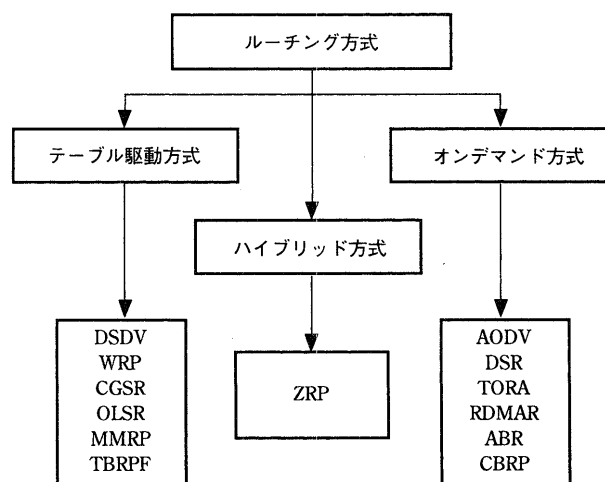 ルーチング方式
テーブル駆動方式
オンデマンド方式
ハイブリッド方式
DSDV
WRP
CGSR
OLSR
MMRP
TBRPF
ZRP
AODV
DSR
TORA
RDMAR
ABR
CBRP